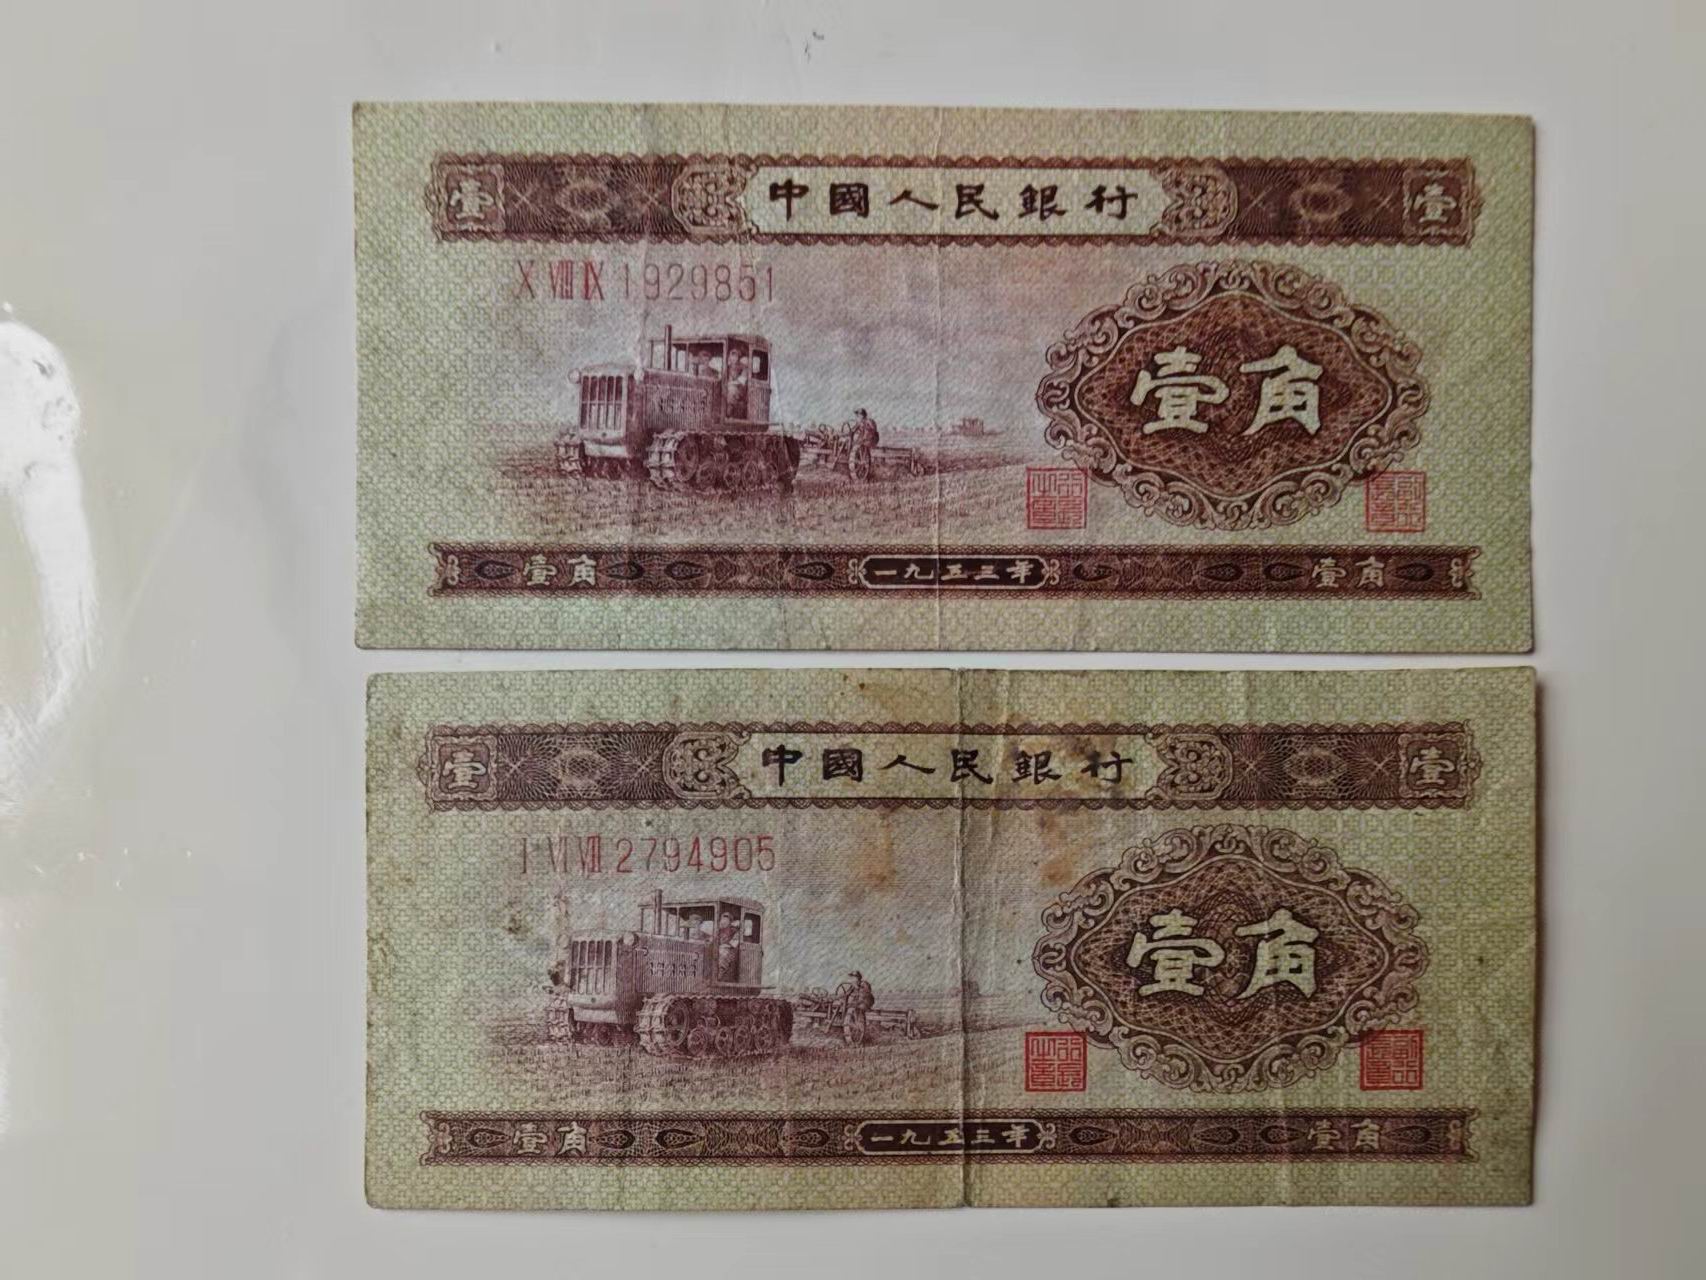 壹 中國人民銀行 壹
X VIII IX 1929851
壹角
壹角 一九五三年 壹角
壹 中國人民銀行 壹
I VI VII 2794905
壹角
壹角 一九五三年 壹角